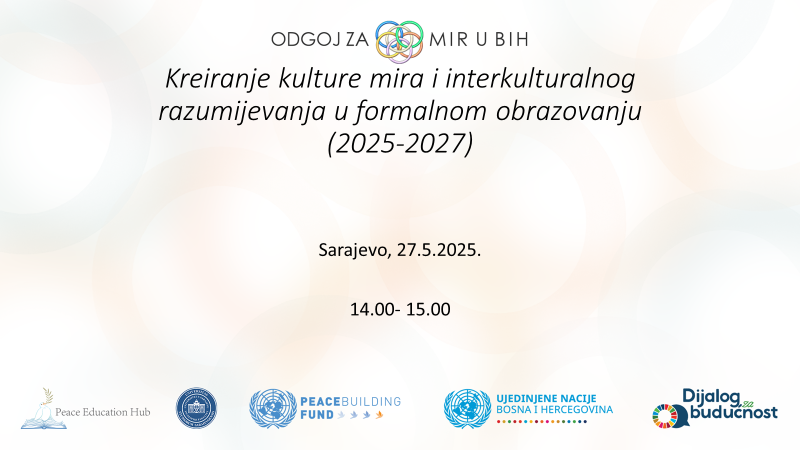 ODGOJ ZA MIR U BIH
Kreiranje kulture mira i interkulturalnog
razumijevanja u formalnom obrazovanju
(2025-2027)
Sarajevo, 27.5.2025.
14.00- 15.00
Peace Education Hub
PEACEBUILDING
FUND
UJEDINJENE NACIJE
BOSNA I HERCEGOVINA
Dijalog za
budućnost